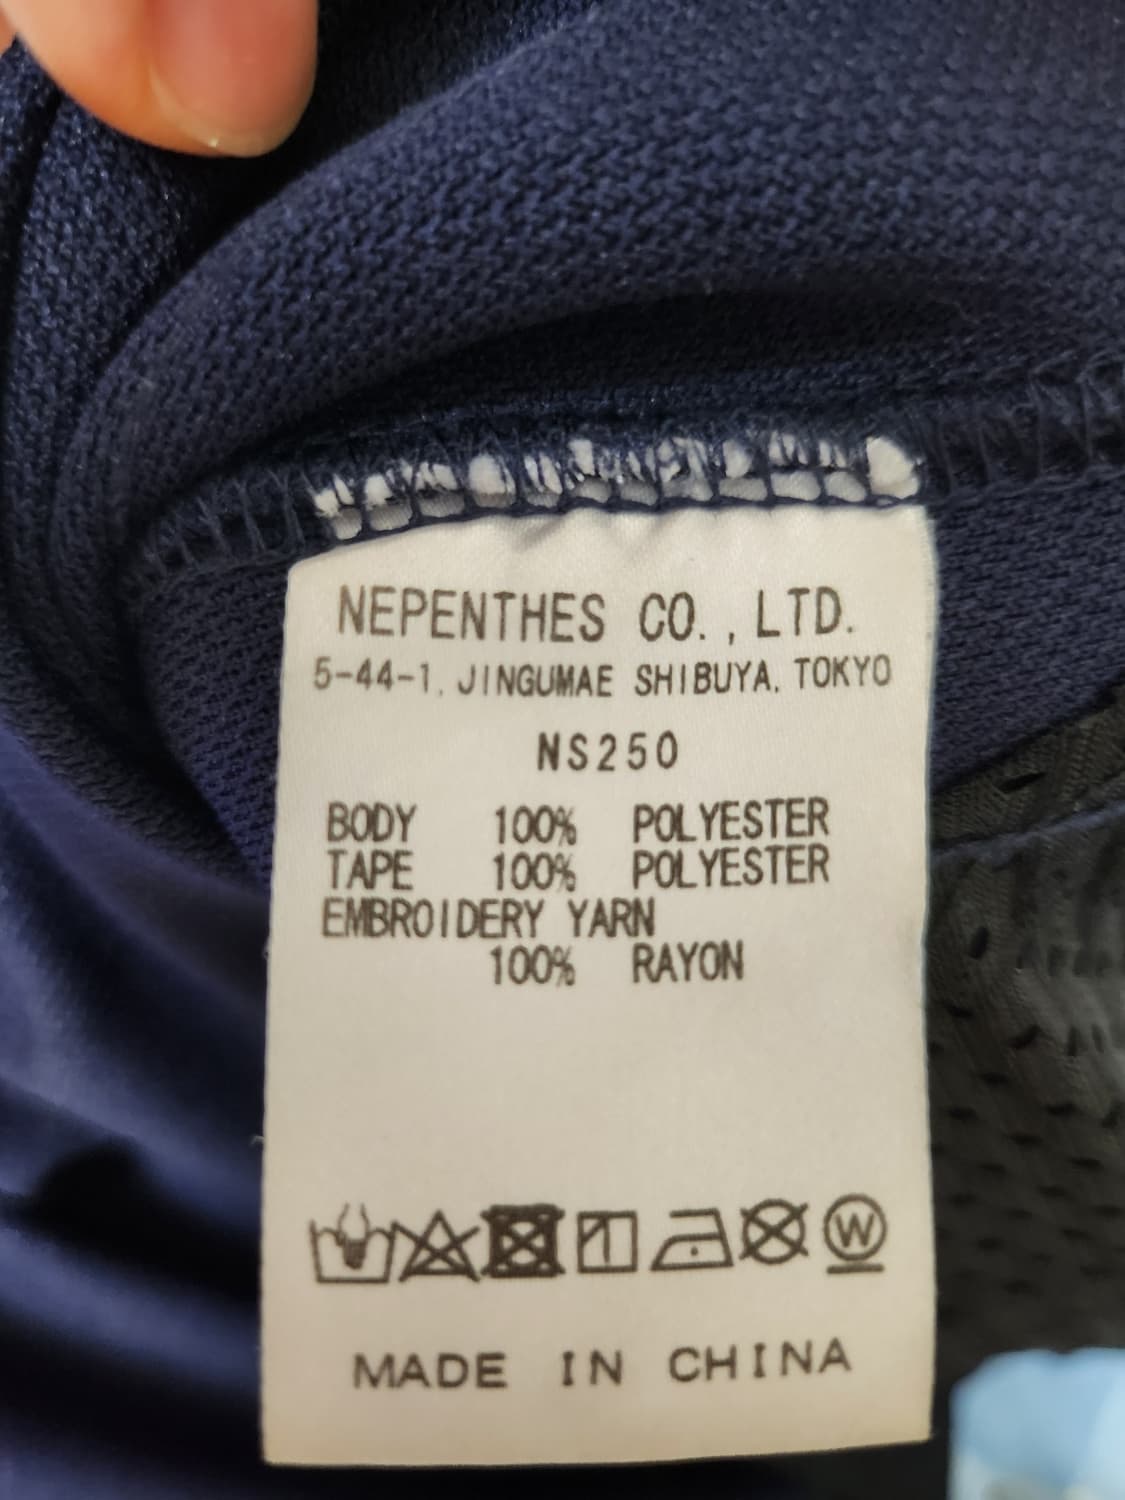 NEPENTHES CO., LTD.
5-44-1, JINGUMAE SHIBUYA, TOKYO
NS250
BODY 100% POLYESTER
TAPE 100% POLYESTER
EMBROIDERY YARN
100% RAYON
W
MADE IN CHINA